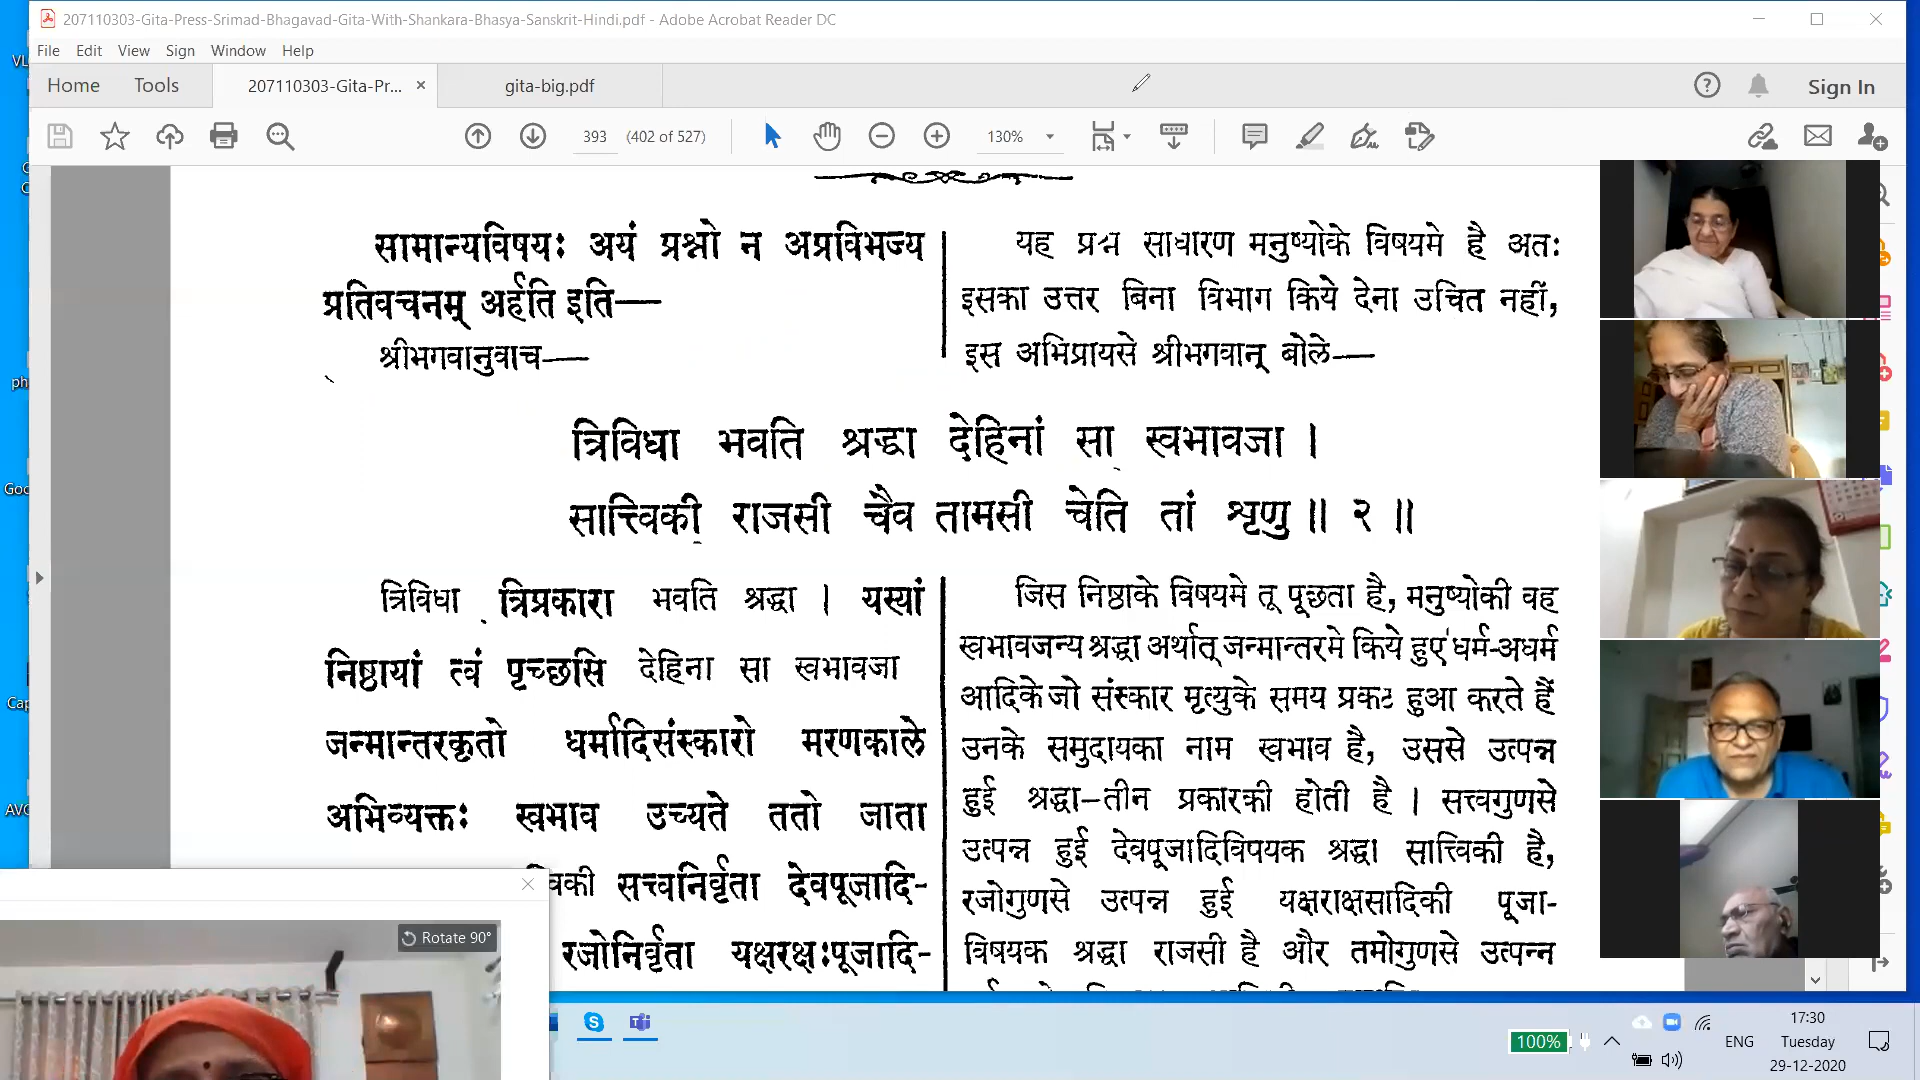 207110303-Gita-Press-Srimad-Bhagavad-Gita-With-Shankara-Bhasya-Sanskrit-Hindi.pdf - Adobe Acrobat Reader DC
File Edit View Sign Window Help
Home Tools 207110303-Gita-Pr... × gita-big.pdf Sign In
393 (402 of 527) 130%
सामान्यविषयः अयं प्रश्नो न अप्रविभज्य
प्रतिवचनम् अर्हति इति—
श्रीभगवानुवाच—
यह प्रश्न साधारण मनुष्योके विषयमे है अतः
इसका उत्तर बिना विभाग किये देना उचित नहीं,
इस अभिप्रायसे श्रीभगवान् बोले—
त्रिविधा भवति श्रद्धा देहिनां सा स्वभावजा ।
सात्त्विकी राजसी चैव तामसी चेति तां शृणु ॥ २ ॥
त्रिविधा त्रिप्रकारा भवति श्रद्धा । यस्यां
निष्ठायां त्वं पृच्छसि देहिना सा स्वभावजा
जन्मान्तरकृतो धर्मादिसंस्कारो मरणकाले
अभिव्यक्तः स्वभाव उच्यते ततो जाता
त्त्विकी सत्त्वनिर्वृता देवपूजादि-
रजोनिर्वृता यक्षरक्षःपूजादि-
जिस निष्ठाके विषयमे तू पूछता है, मनुष्योकी वह
स्वभावजन्य श्रद्धा अर्थात् जन्मान्तरमे किये हुए धर्म-अधर्म
आदिके जो संस्कार मृत्युके समय प्रकट हुआ करते हैं
उनके समुदायका नाम स्वभाव है, उससे उत्पन्न
हुई श्रद्धा—तीन प्रकारकी होती है । सत्त्वगुणसे
उत्पन्न हुई देवपूजादिविषयक श्रद्धा सात्त्विकी है,
रजोगुणसे उत्पन्न हुई यक्षराक्षसादिकी पूजा-
विषयक श्रद्धा राजसी है और तमोगुणसे उत्पन्न
VL
ph
Goo
Cap
AVC
Rotate 90°
100%
ENG
17:30
Tuesday
29-12-2020